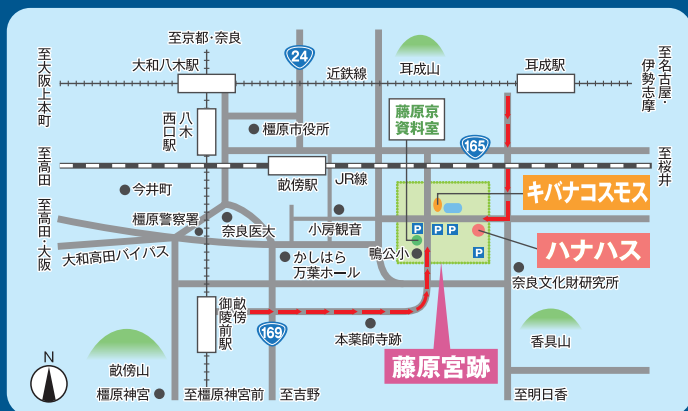 至京都・奈良
24
大和八木駅
近鉄線
耳成山
耳成駅
至名古屋・
伊勢志摩
至大阪上本町
八木
西口駅
橿原市役所
藤原京
資料室
165
至高田
畝傍駅
JR線
至桜井
今井町
キバナコスモス
至高田・大阪
橿原警察署
奈良医大
小房観音
P
P
P
ハナハス
大和高田バイパス
かしはら
万葉ホール
鴨公小
P
奈良文化財研究所
畝傍
御陵前駅
169
本薬師寺跡
香具山
藤原宮跡
N
畝傍山
橿原神宮
至橿原神宮前
至吉野
至明日香